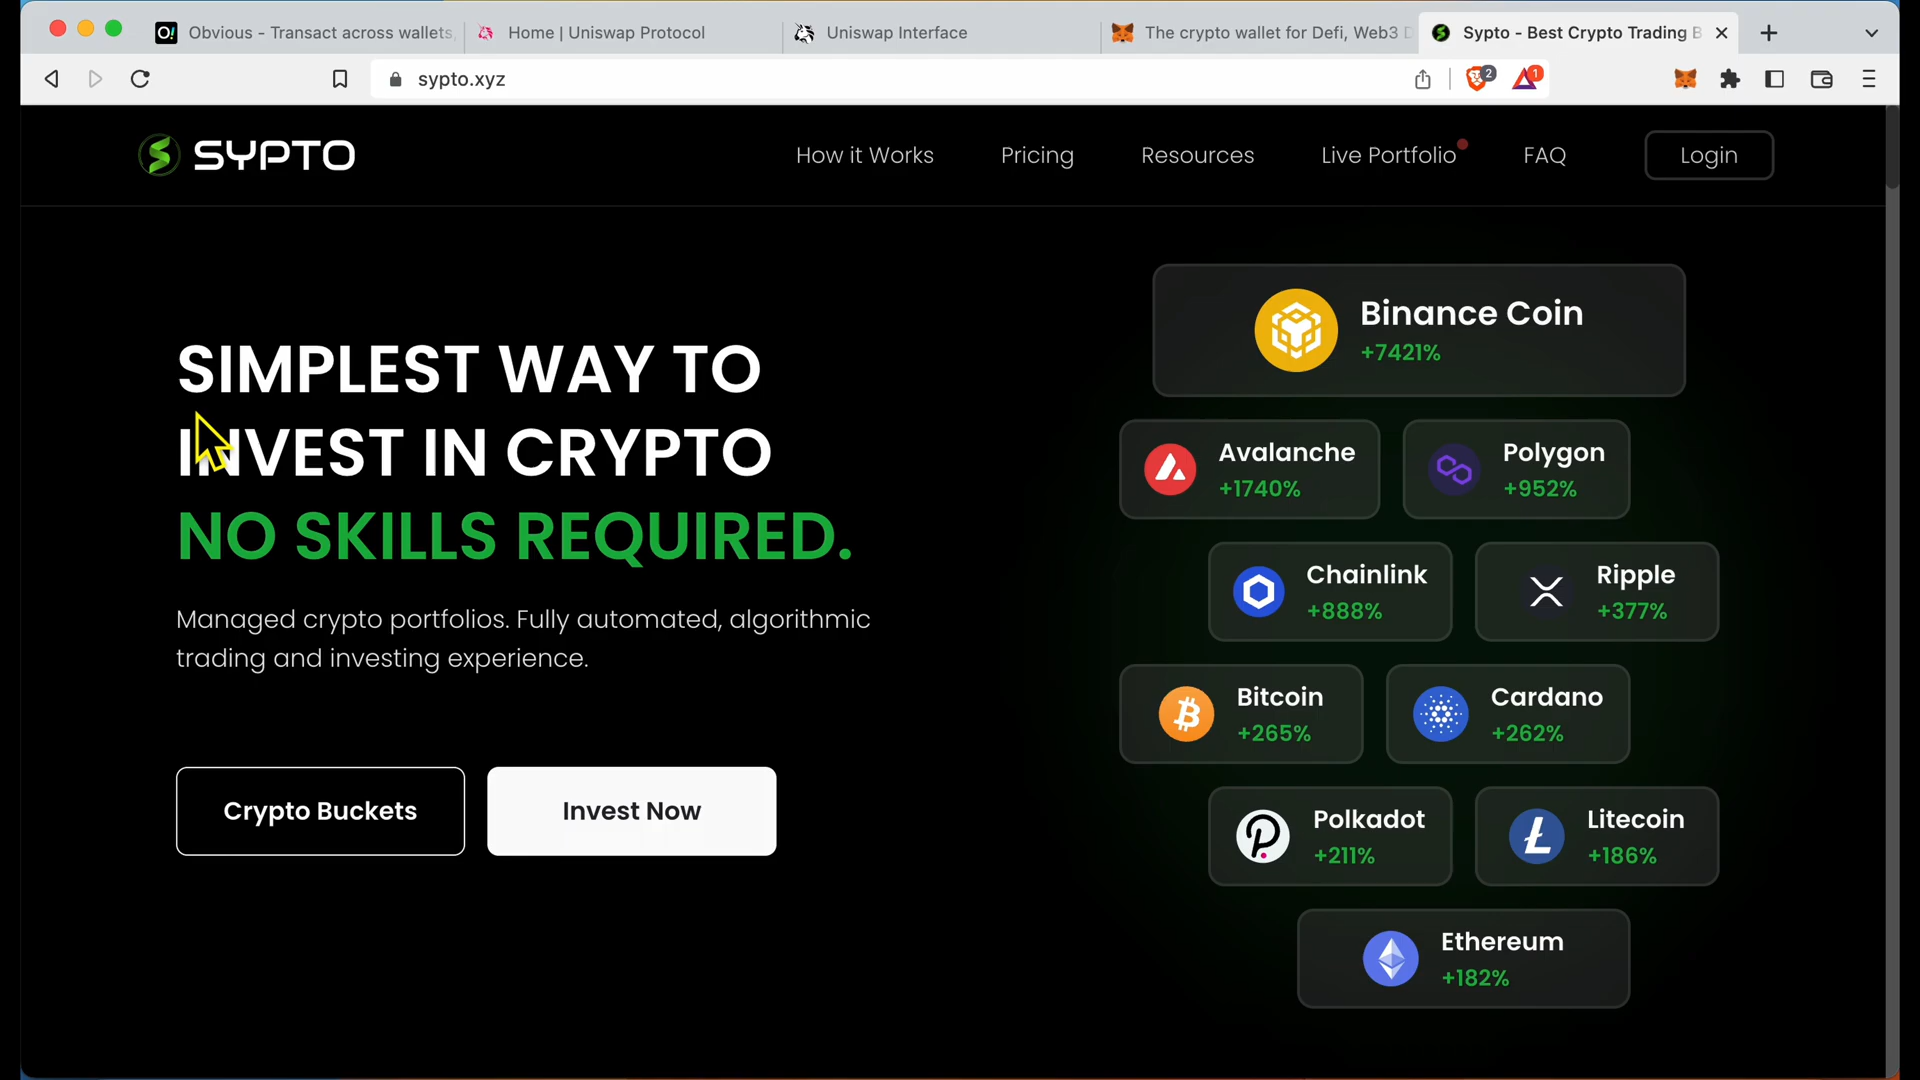 O! Obvious - Transact across wallets,
Home | Uniswap Protocol
Uniswap Interface
The crypto wallet for Defi, Web3 D
Sypto - Best Crypto Trading B
sypto.xyz
2
1
SYPTO
How it Works
Pricing
Resources
Live Portfolio
FAQ
Login
SIMPLEST WAY TO
INVEST IN CRYPTO
NO SKILLS REQUIRED.
Managed crypto portfolios. Fully automated, algorithmic
trading and investing experience.
Crypto Buckets
Invest Now
Binance Coin
+7421%
Avalanche
+1740%
Polygon
+952%
Chainlink
+888%
Ripple
+377%
Bitcoin
+265%
Cardano
+262%
Polkadot
+211%
Litecoin
+186%
Ethereum
+182%